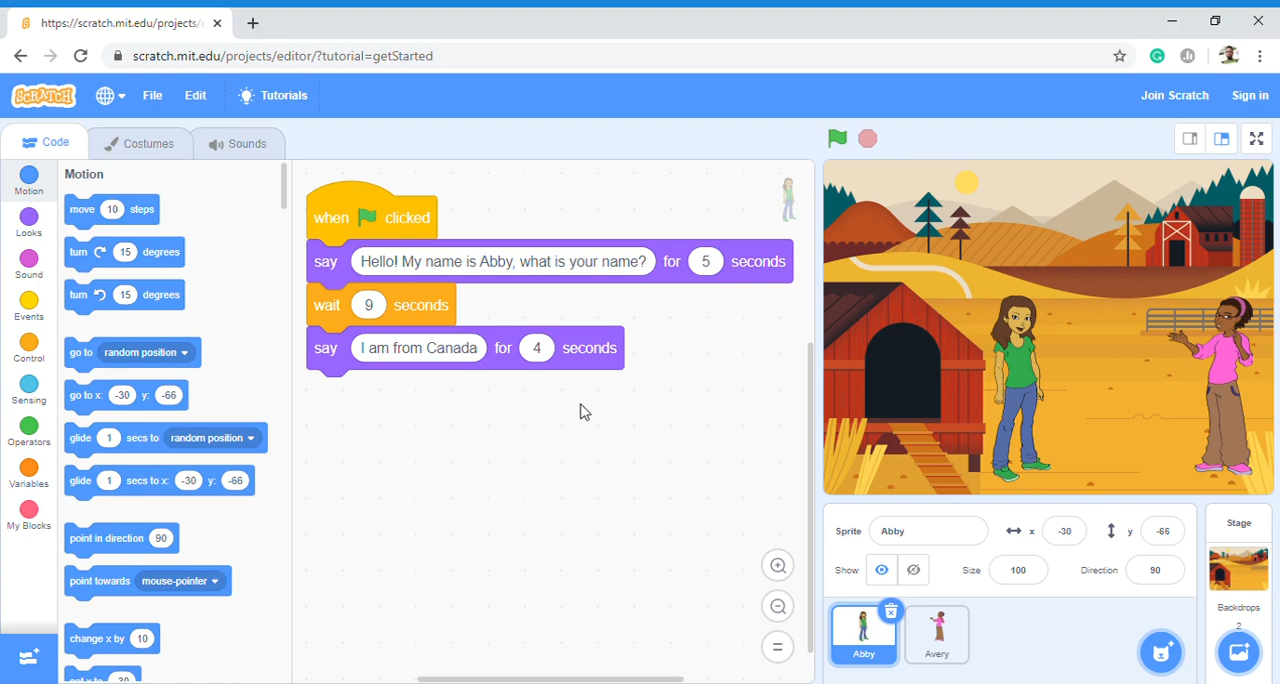 https://scratch.mit.edu/projects/
scratch.mit.edu/projects/editor/?tutorial=getStarted
SCRATCH File Edit Tutorials Join Scratch Sign in
Code Costumes Sounds
Motion
Looks
Sound
Events
Control
Sensing
Operators
Variables
My Blocks
Motion
move 10 steps
turn 15 degrees
turn 15 degrees
go to random position
go to x: -30 y: -66
glide 1 secs to random position
glide 1 secs to x: -30 y: -66
point in direction 90
point towards mouse-pointer
change x by 10
set x to -30
when clicked
say Hello! My name is Abby, what is your name? for 5 seconds
wait 9 seconds
say I am from Canada for 4 seconds
Sprite Abby x -30 y -66
Show Size 100 Direction 90
Abby
Avery
Stage
Backdrops
2